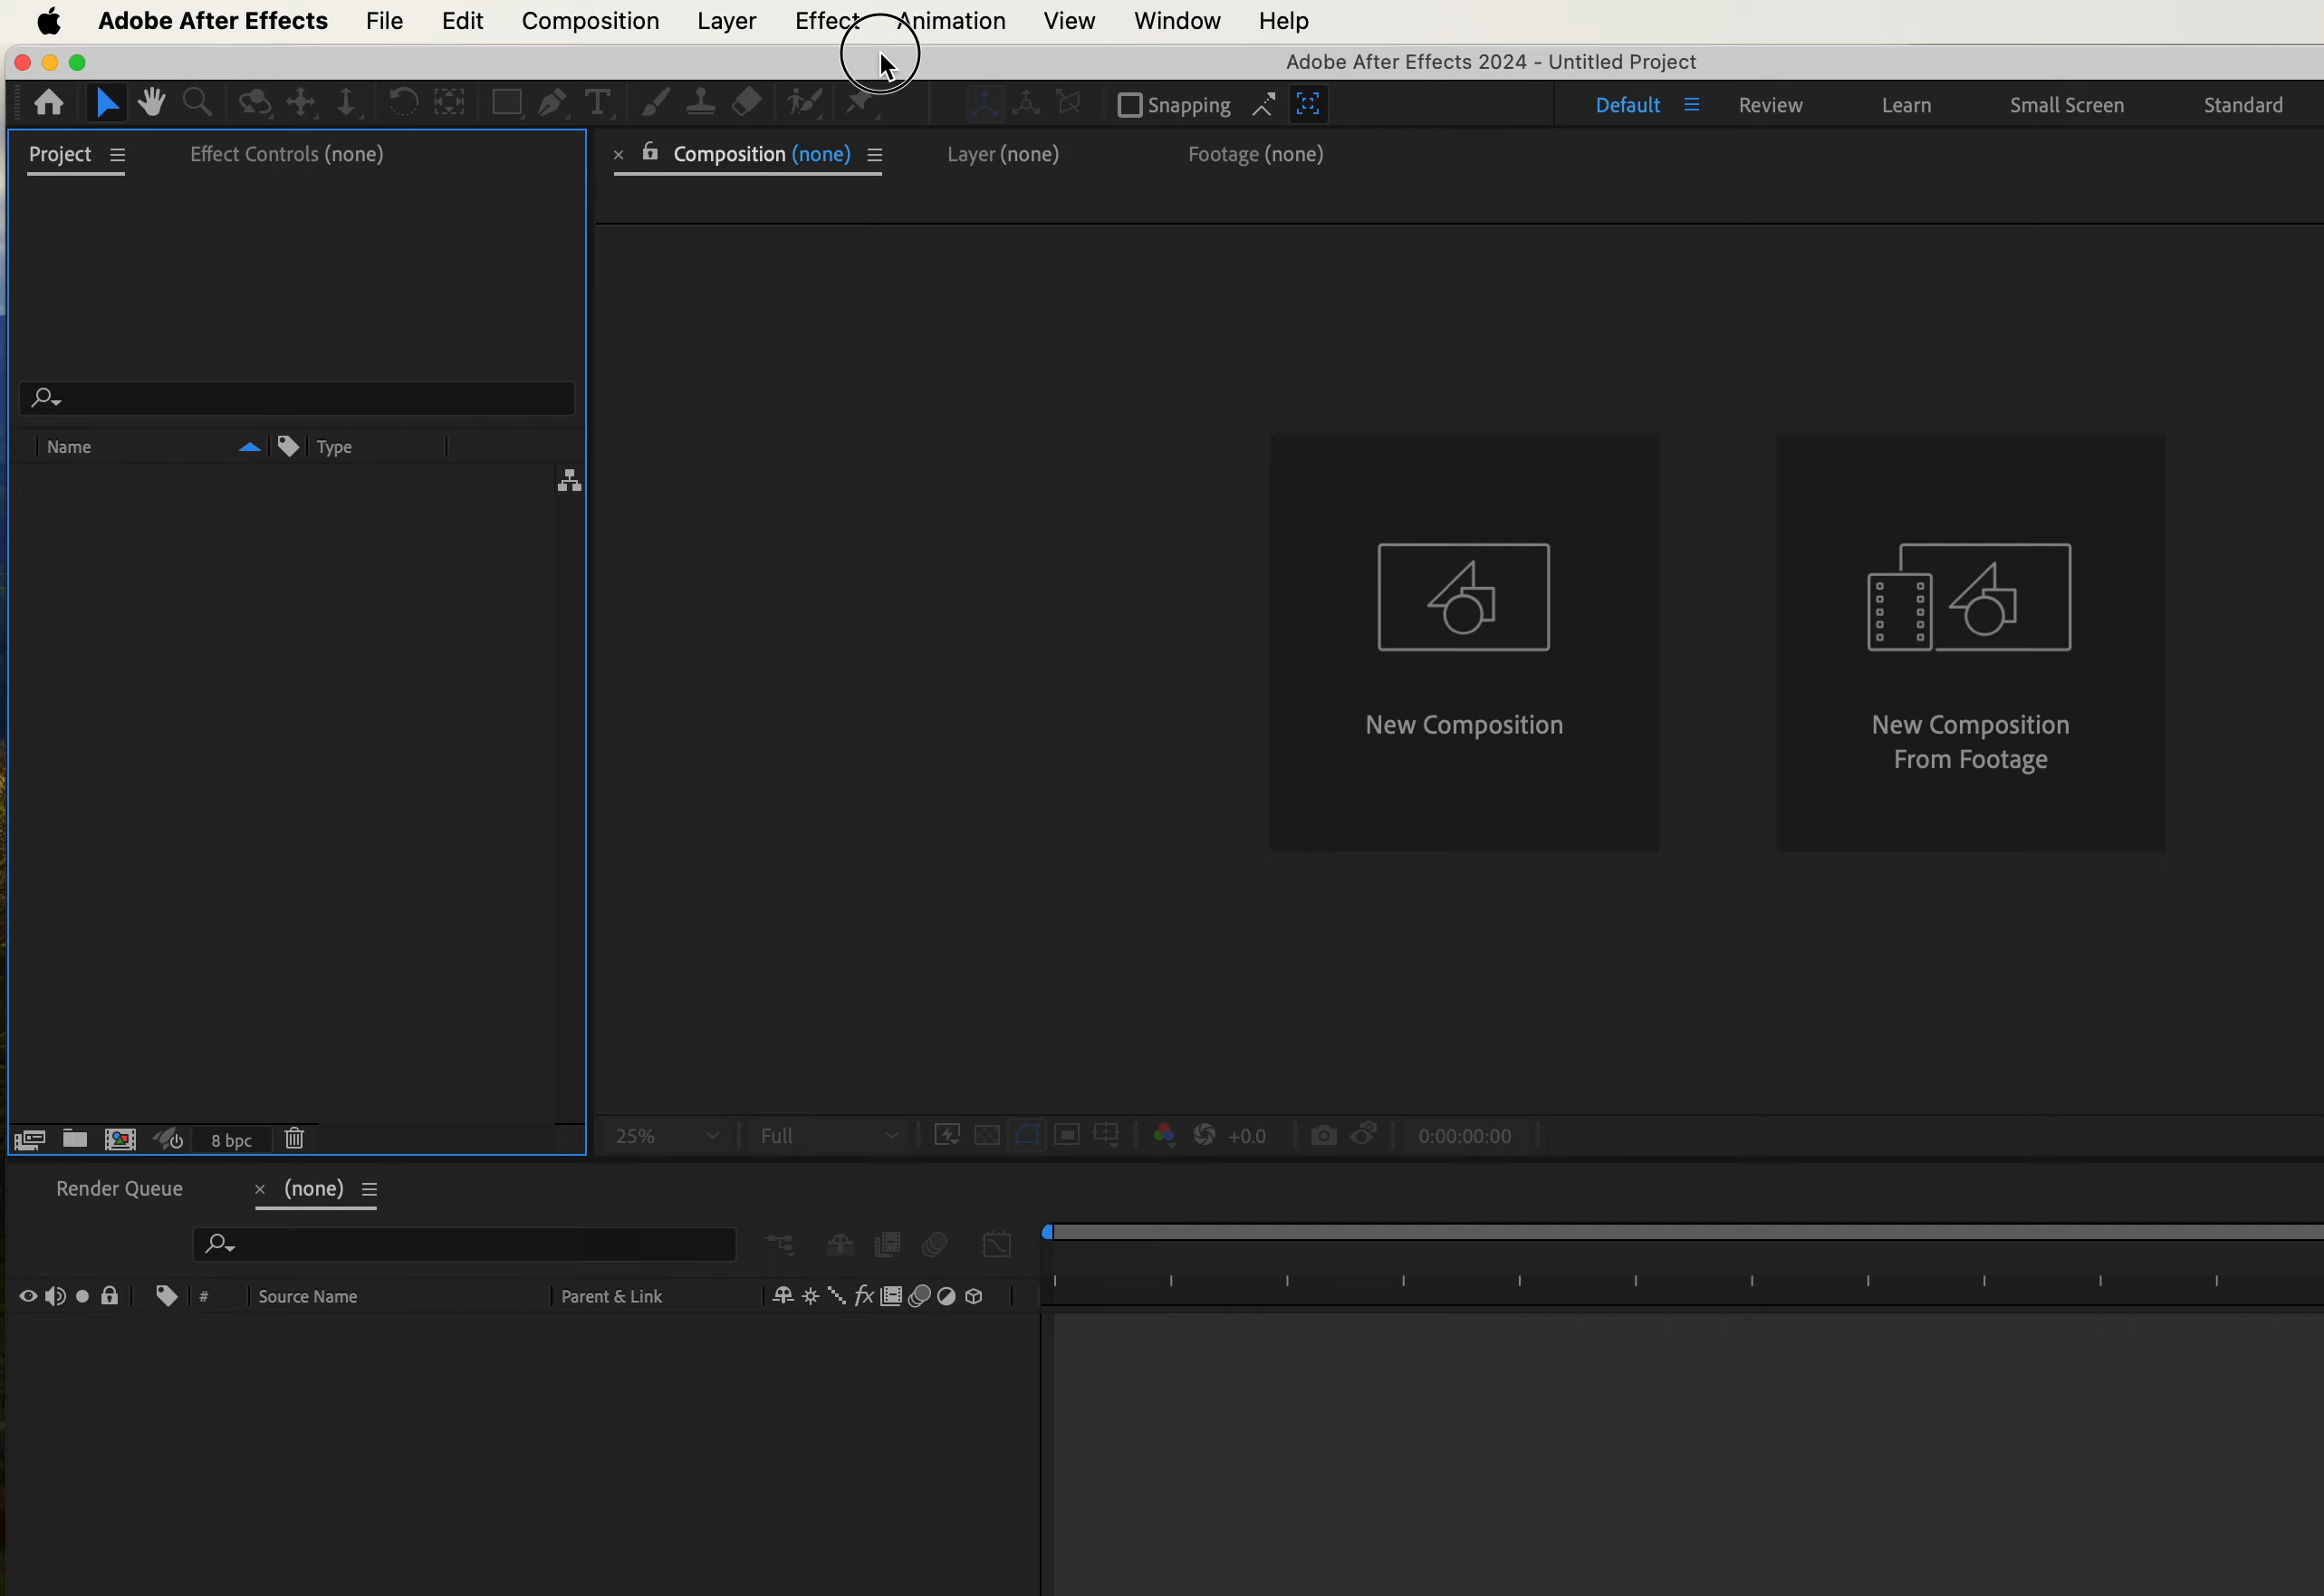 Adobe After Effects File Edit Composition Layer Effect Animation View Window Help
Adobe After Effects 2024 - Untitled Project
Snapping Default Review Learn Small Screen Standard
Project Effect Controls (none) Composition (none) Layer (none) Footage (none)
Name Type
New Composition
New Composition
From Footage
8 bpc 25% Full +0.0 0:00:00:00
Render Queue (none)
# Source Name Parent & Link fx